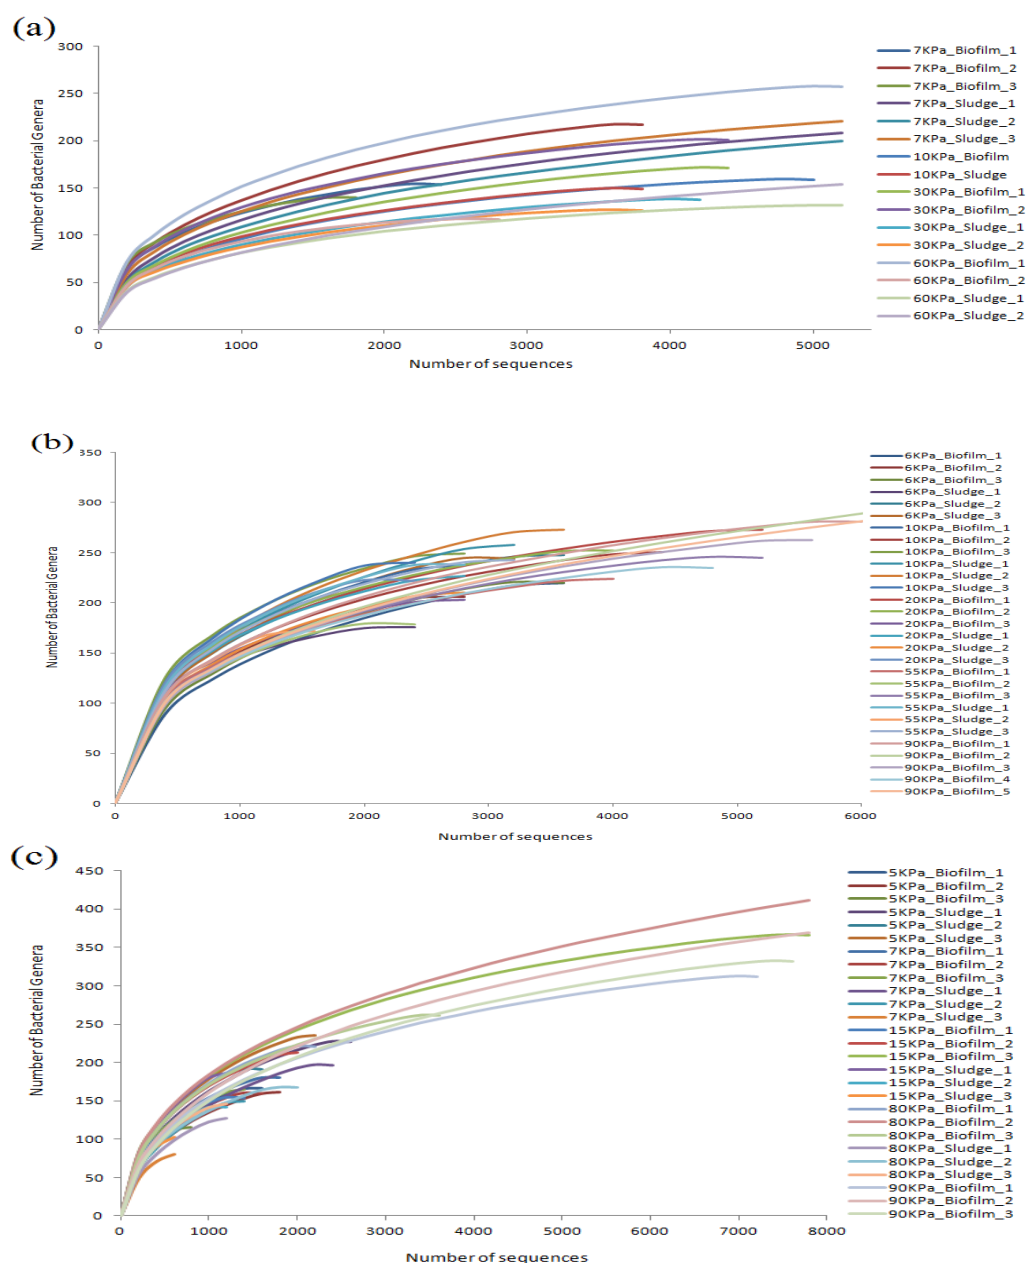 (a)
300
250
200
150
100
50
0
Number of Bacterial Genera
0 1000 2000 3000 4000 5000
Number of sequences
7KPa_Biofilm_1
7KPa_Biofilm_2
7KPa_Biofilm_3
7KPa_Sludge_1
7KPa_Sludge_2
7KPa_Sludge_3
10KPa_Biofilm
10KPa_Sludge
30KPa_Biofilm_1
30KPa_Biofilm_2
30KPa_Sludge_1
30KPa_Sludge_2
60KPa_Biofilm_1
60KPa_Biofilm_2
60KPa_Sludge_1
60KPa_Sludge_2
(b)
350
300
250
200
150
100
50
0
Number of Bacterial Genera
0 1000 2000 3000 4000 5000 6000
Number of sequences
6KPa_Biofilm_1
6KPa_Biofilm_2
6KPa_Biofilm_3
6KPa_Sludge_1
6KPa_Sludge_2
6KPa_Sludge_3
10KPa_Biofilm_1
10KPa_Biofilm_2
10KPa_Biofilm_3
10KPa_Sludge_1
10KPa_Sludge_2
10KPa_Sludge_3
20KPa_Biofilm_1
20KPa_Biofilm_2
20KPa_Biofilm_3
20KPa_Sludge_1
20KPa_Sludge_2
20KPa_Sludge_3
55KPa_Biofilm_1
55KPa_Biofilm_2
55KPa_Biofilm_3
55KPa_Sludge_1
55KPa_Sludge_2
55KPa_Sludge_3
90KPa_Biofilm_1
90KPa_Biofilm_2
90KPa_Biofilm_3
90KPa_Biofilm_4
90KPa_Biofilm_5
(c)
450
400
350
300
250
200
150
100
50
0
Number of Bacterial Genera
0 1000 2000 3000 4000 5000 6000 7000 8000
Number of sequences
5KPa_Biofilm_1
5KPa_Biofilm_2
5KPa_Biofilm_3
5KPa_Sludge_1
5KPa_Sludge_2
5KPa_Sludge_3
7KPa_Biofilm_1
7KPa_Biofilm_2
7KPa_Biofilm_3
7KPa_Sludge_1
7KPa_Sludge_2
7KPa_Sludge_3
15KPa_Biofilm_1
15KPa_Biofilm_2
15KPa_Biofilm_3
15KPa_Sludge_1
15KPa_Sludge_2
15KPa_Sludge_3
80KPa_Biofilm_1
80KPa_Biofilm_2
80KPa_Biofilm_3
80KPa_Sludge_1
80KPa_Sludge_2
80KPa_Sludge_3
90KPa_Biofilm_1
90KPa_Biofilm_2
90KPa_Biofilm_3